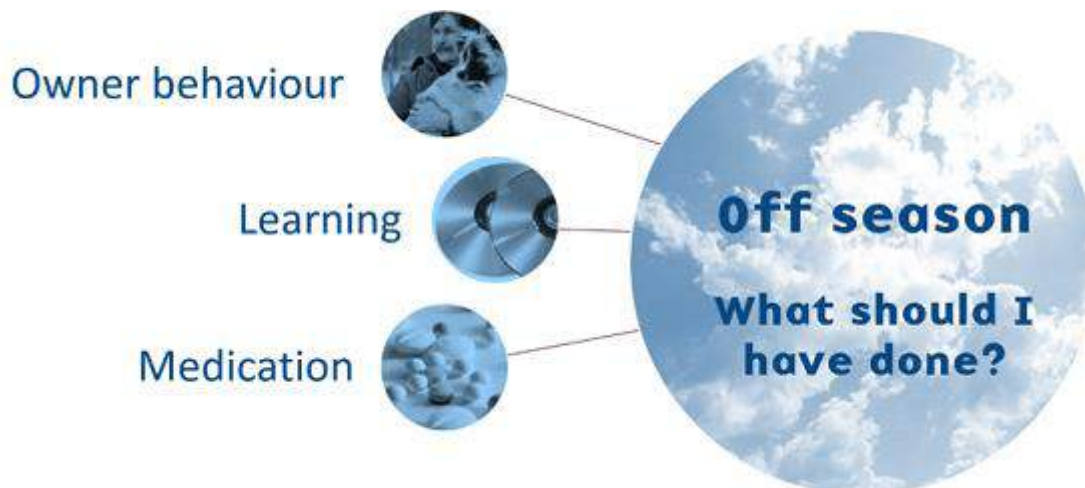 Owner behaviour
Learning
Medication
Off season
What should I
have done?